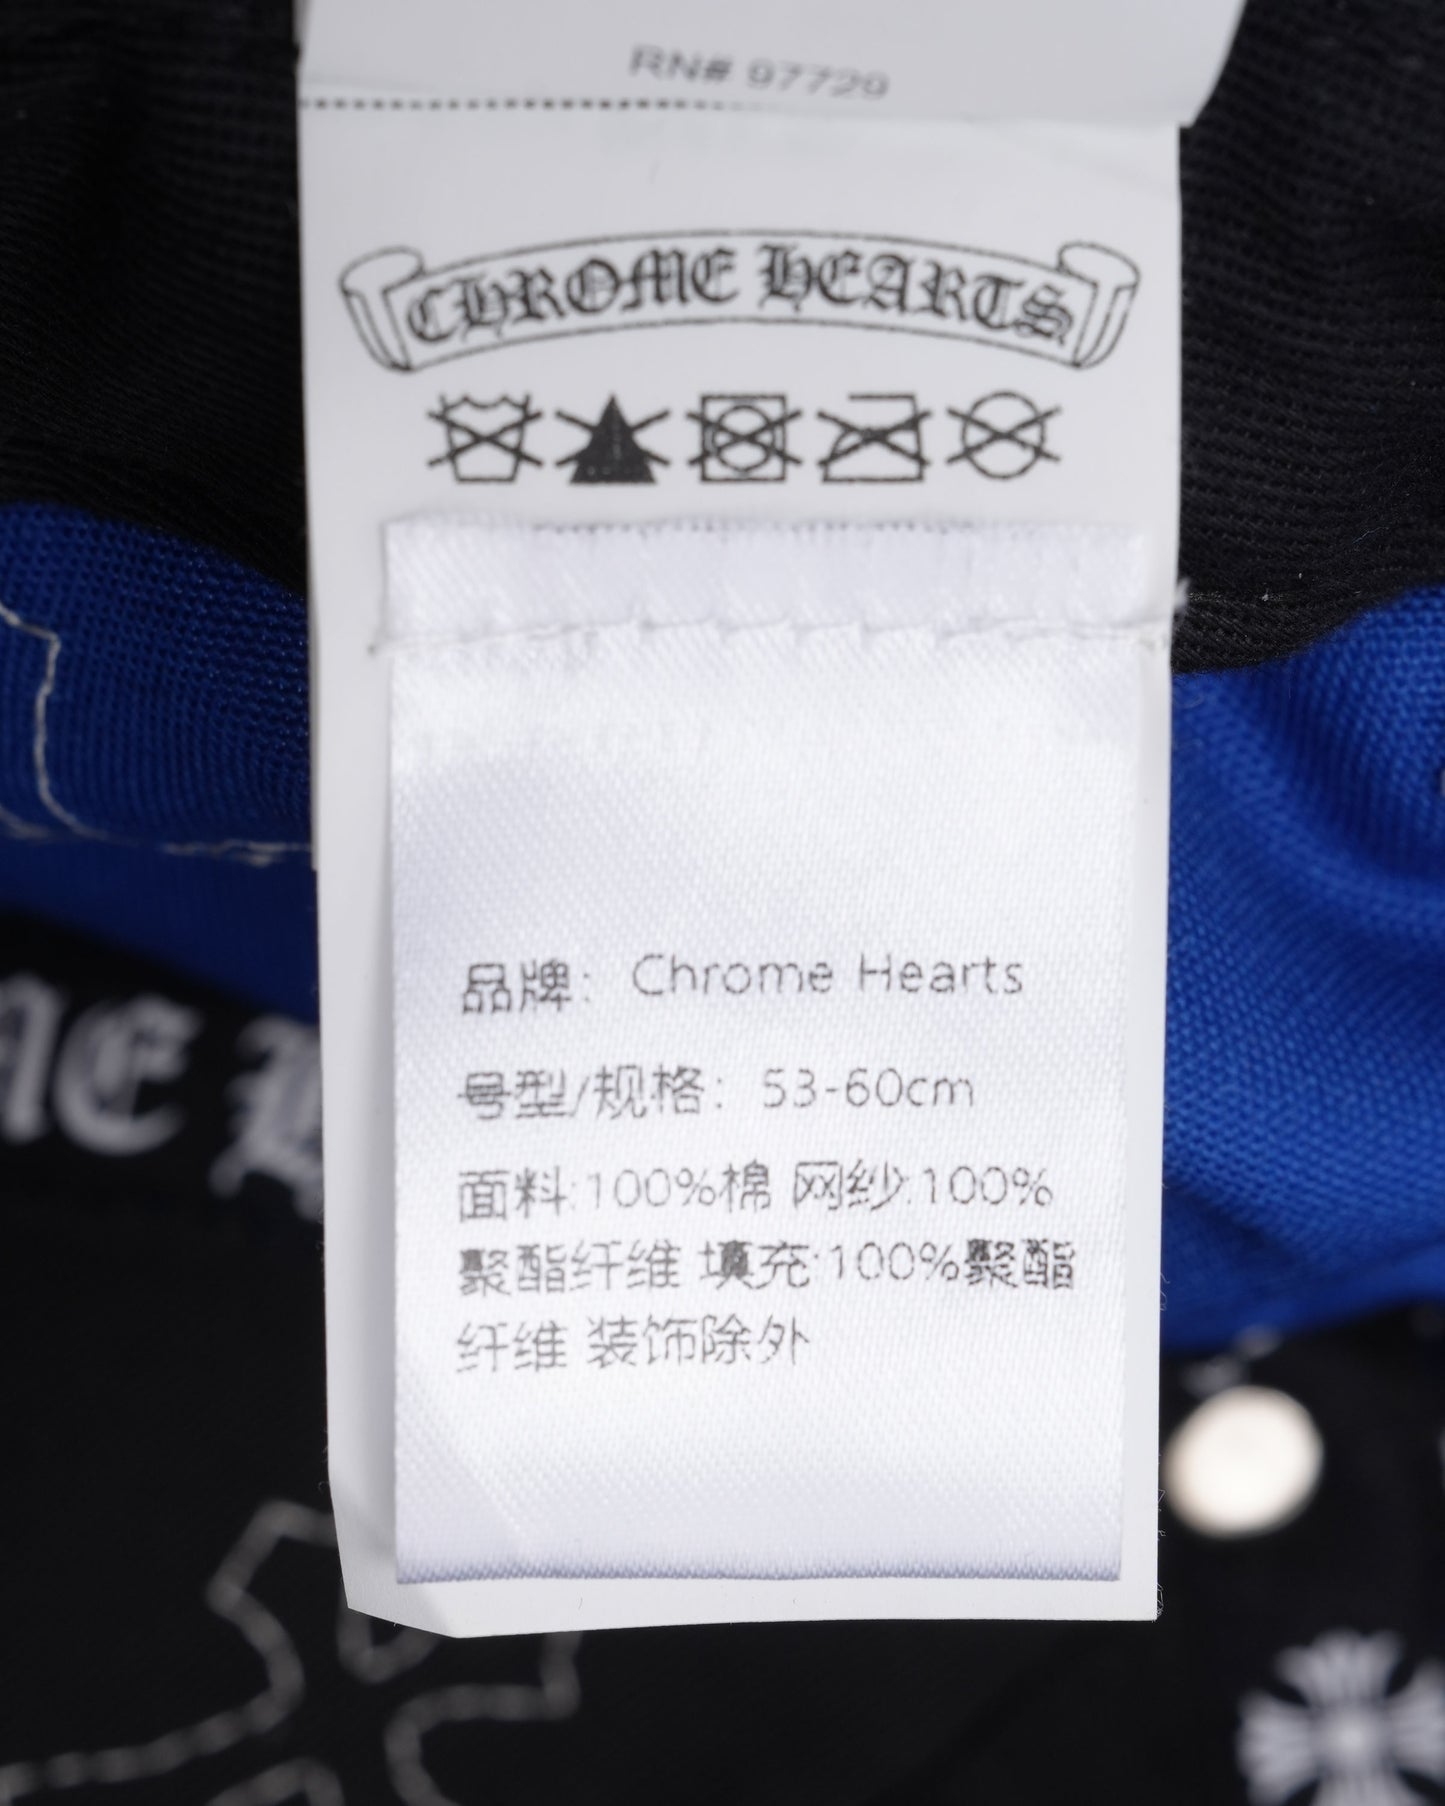 RN# 97729
CHROME HEARTS
品牌： Chrome Hearts
号型/规格： 53-60cm
面料:100%棉 网纱:100%
聚酯纤维 填充:100%聚酯
纤维 装饰除外